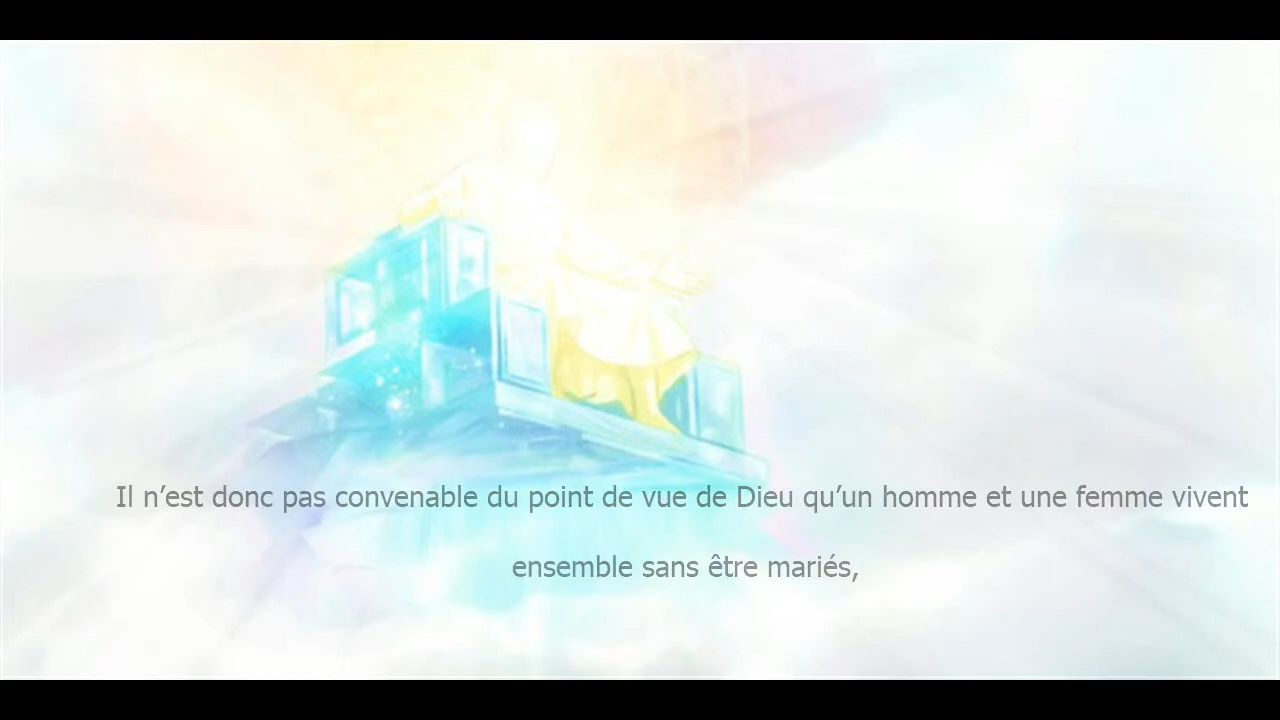 Il n’est donc pas convenable du point de vue de Dieu qu’un homme et une femme vivent
ensemble sans être mariés,